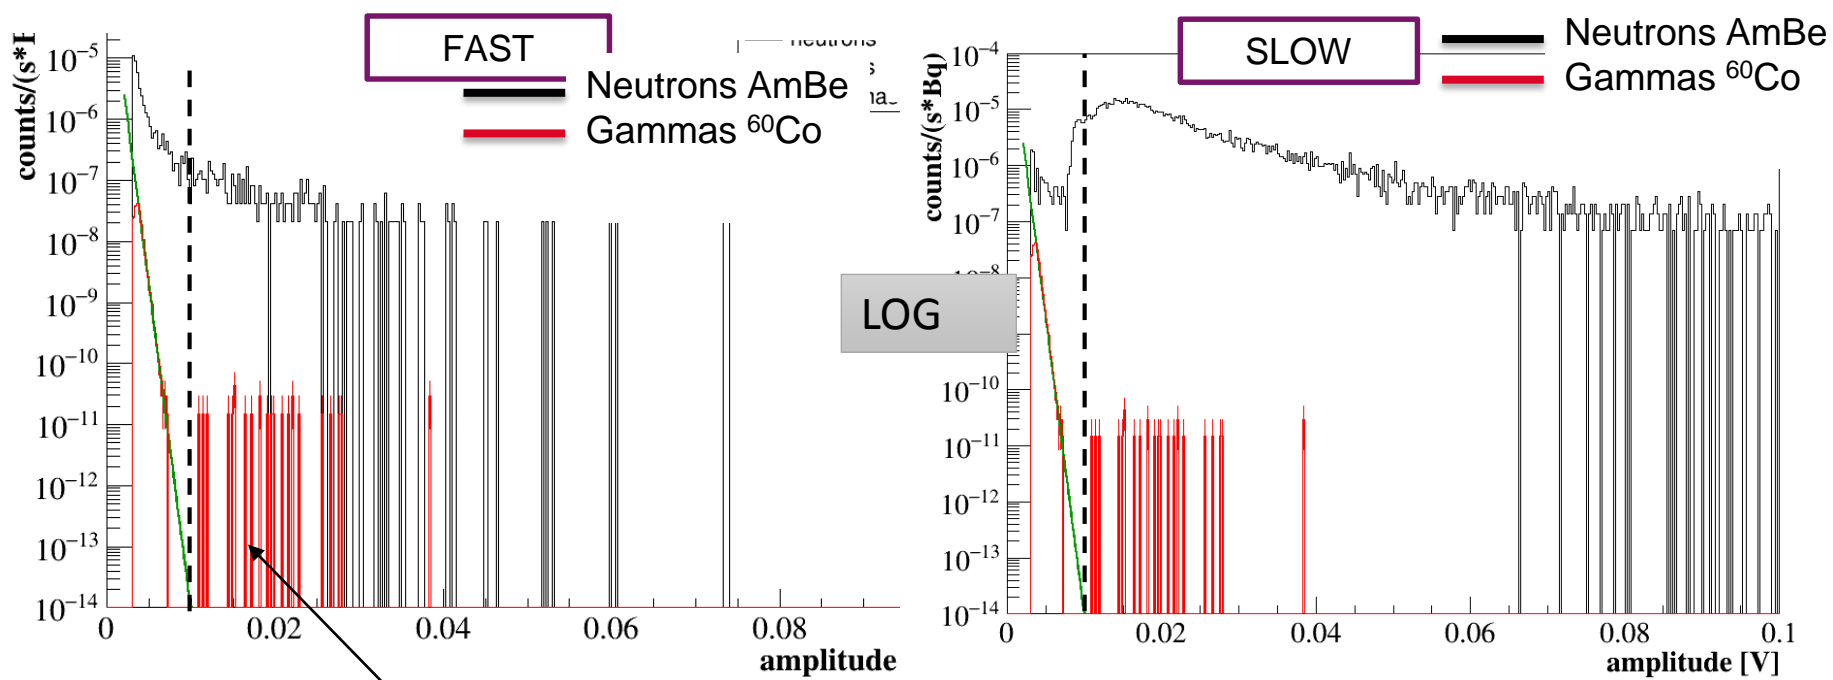 FAST
neutrons
s
Neutrons AmBe
Gammas ⁶⁰Co
counts/(s*
10⁻⁵
10⁻⁶
10⁻⁷
10⁻⁸
10⁻⁹
10⁻¹⁰
10⁻¹¹
10⁻¹²
10⁻¹³
10⁻¹⁴
0 0.02 0.04 0.06 0.08
amplitude
LOG
SLOW
Neutrons AmBe
Gammas ⁶⁰Co
counts/(s*Bq)
10⁻⁴
10⁻⁵
10⁻⁶
10⁻⁷
10⁻⁸
10⁻¹⁰
10⁻¹¹
10⁻¹²
10⁻¹³
10⁻¹⁴
0 0.02 0.04 0.06 0.08 0.1
amplitude [V]